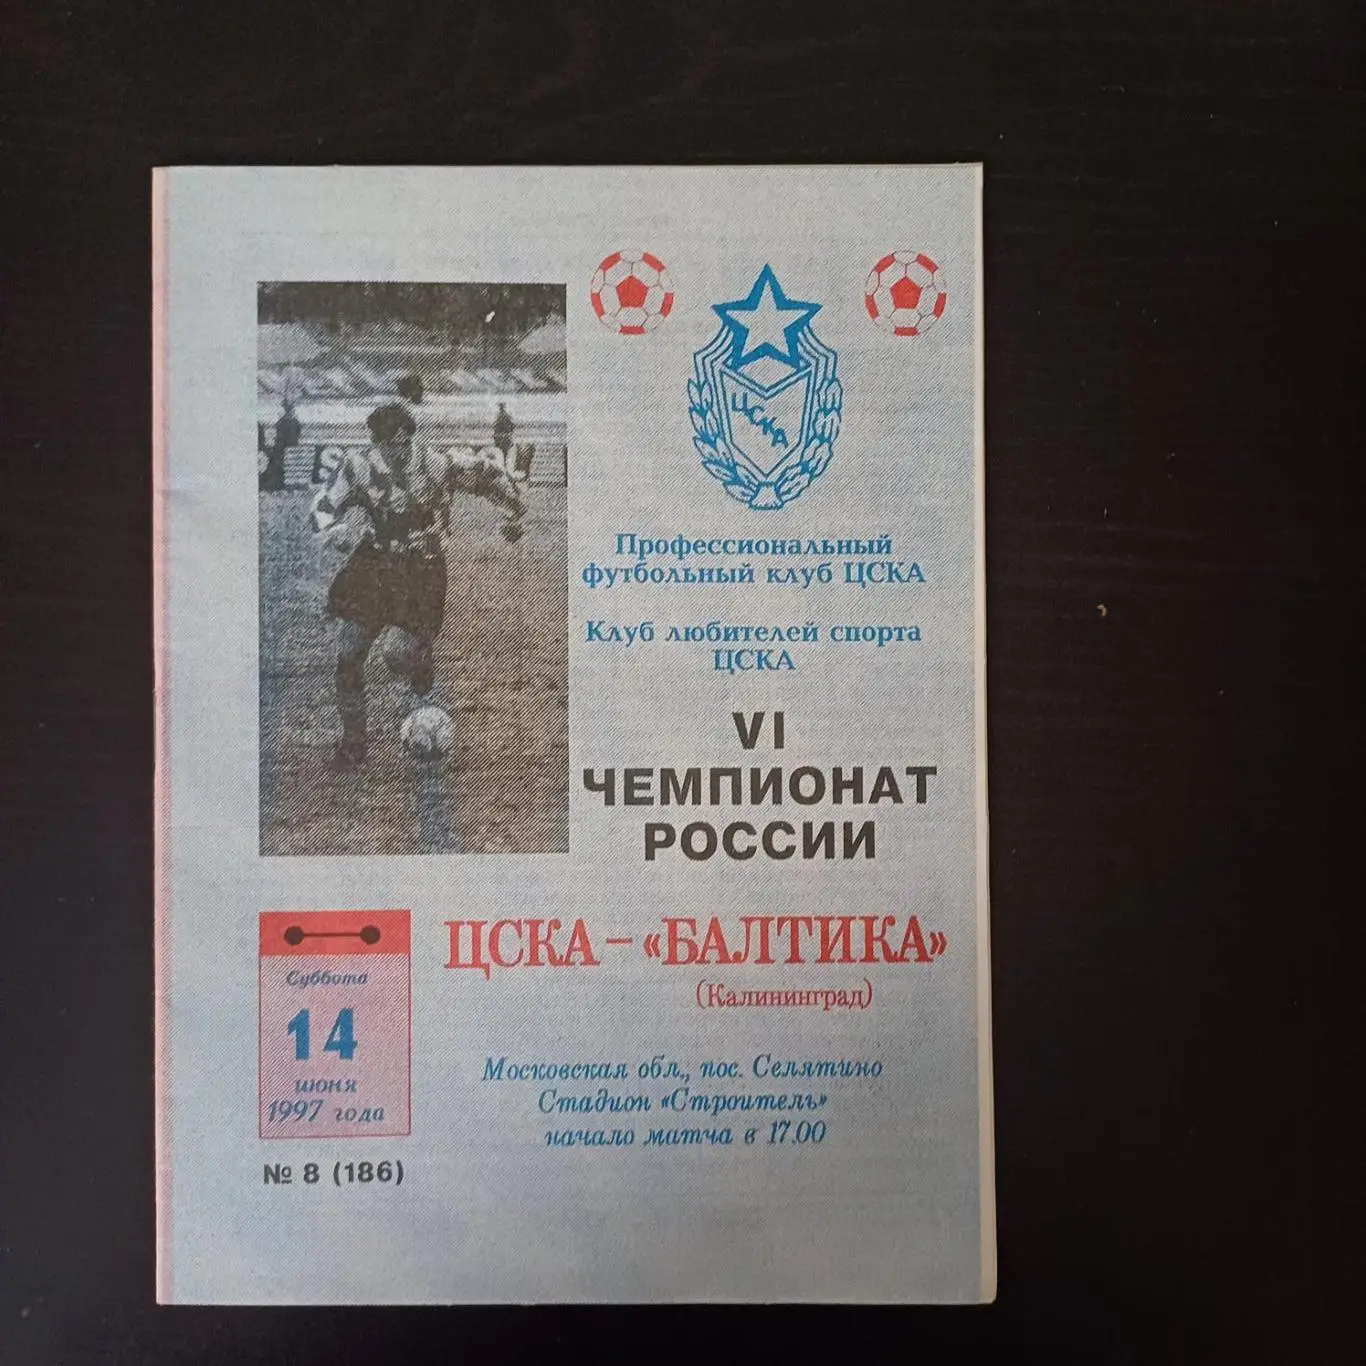 ЦСКА
Профессиональный
футбольный клуб ЦСКА
Клуб любителей спорта
ЦСКА
VI
ЧЕМПИОНАТ
РОССИИ
ЦСКА – «БАЛТИКА»
(Калининград)
Суббота
14
июня
1997 года
Московская обл., пос. Селятино
Стадион «Строитель»
начало матча в 17.00
№ 8 (186)